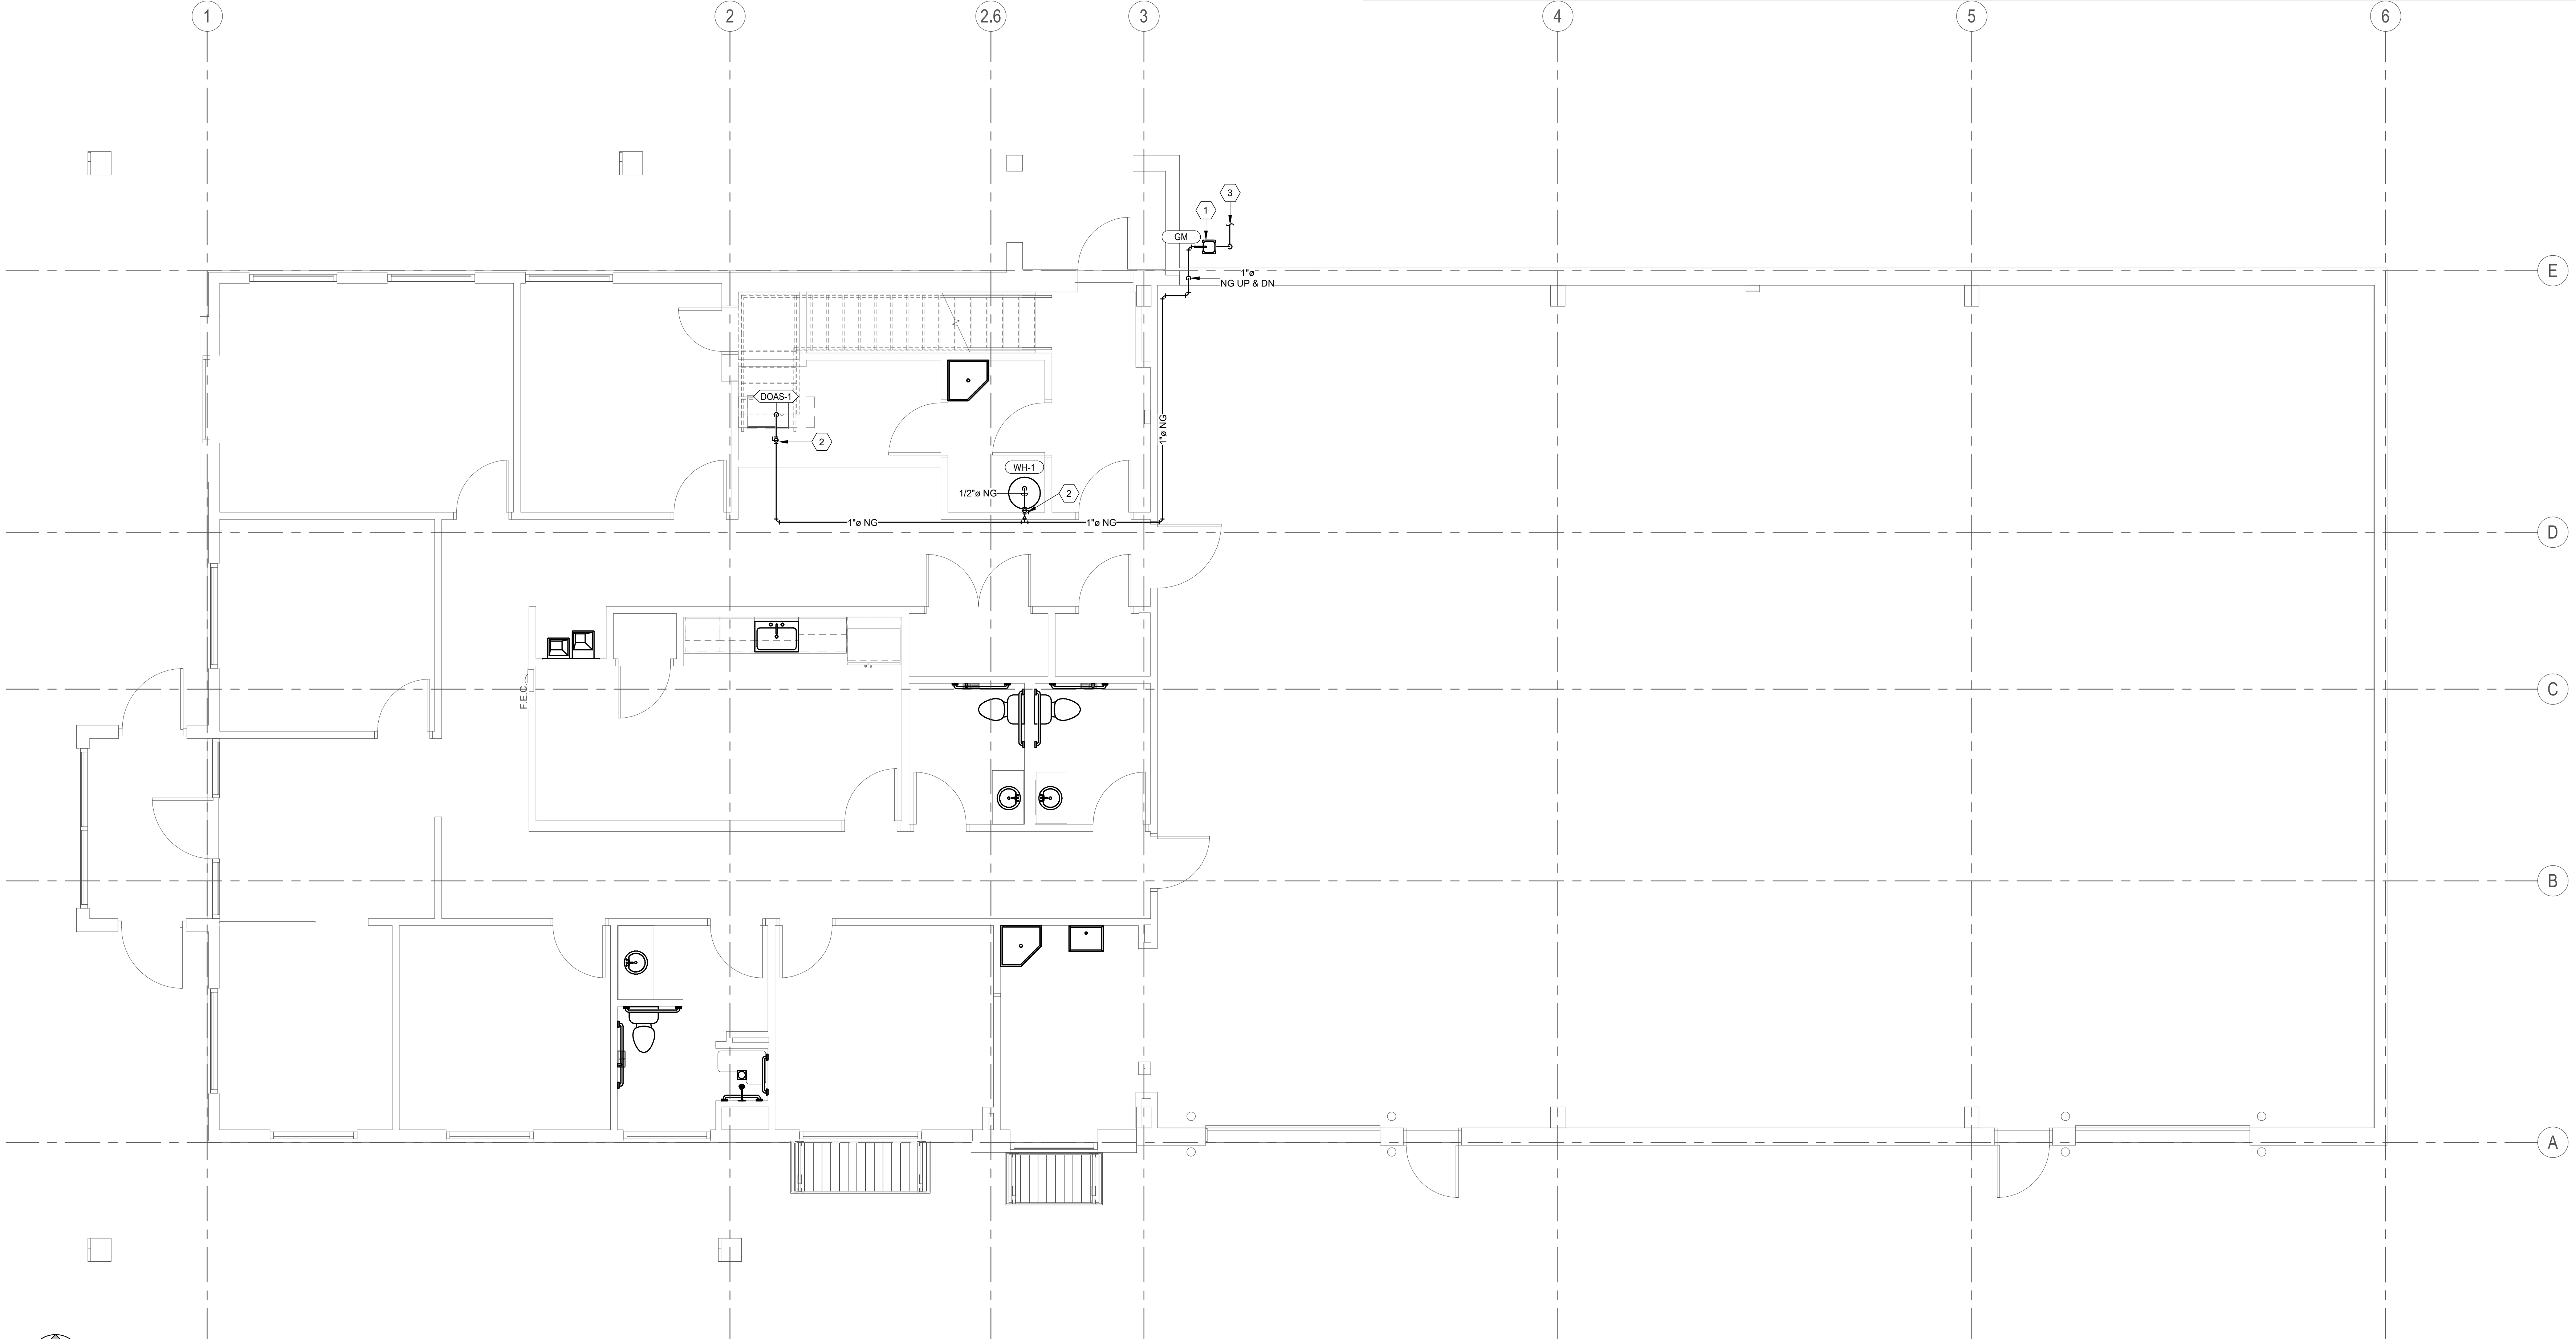 1
2
2.6
3
4
5
6
3
1
GM
E
1"ø
NG UP & DN
DOAS-1
1"ø NG
2
WH-1
1/2"ø NG
2
1"ø NG
1"ø NG
D
F.E.C.
C
B
A